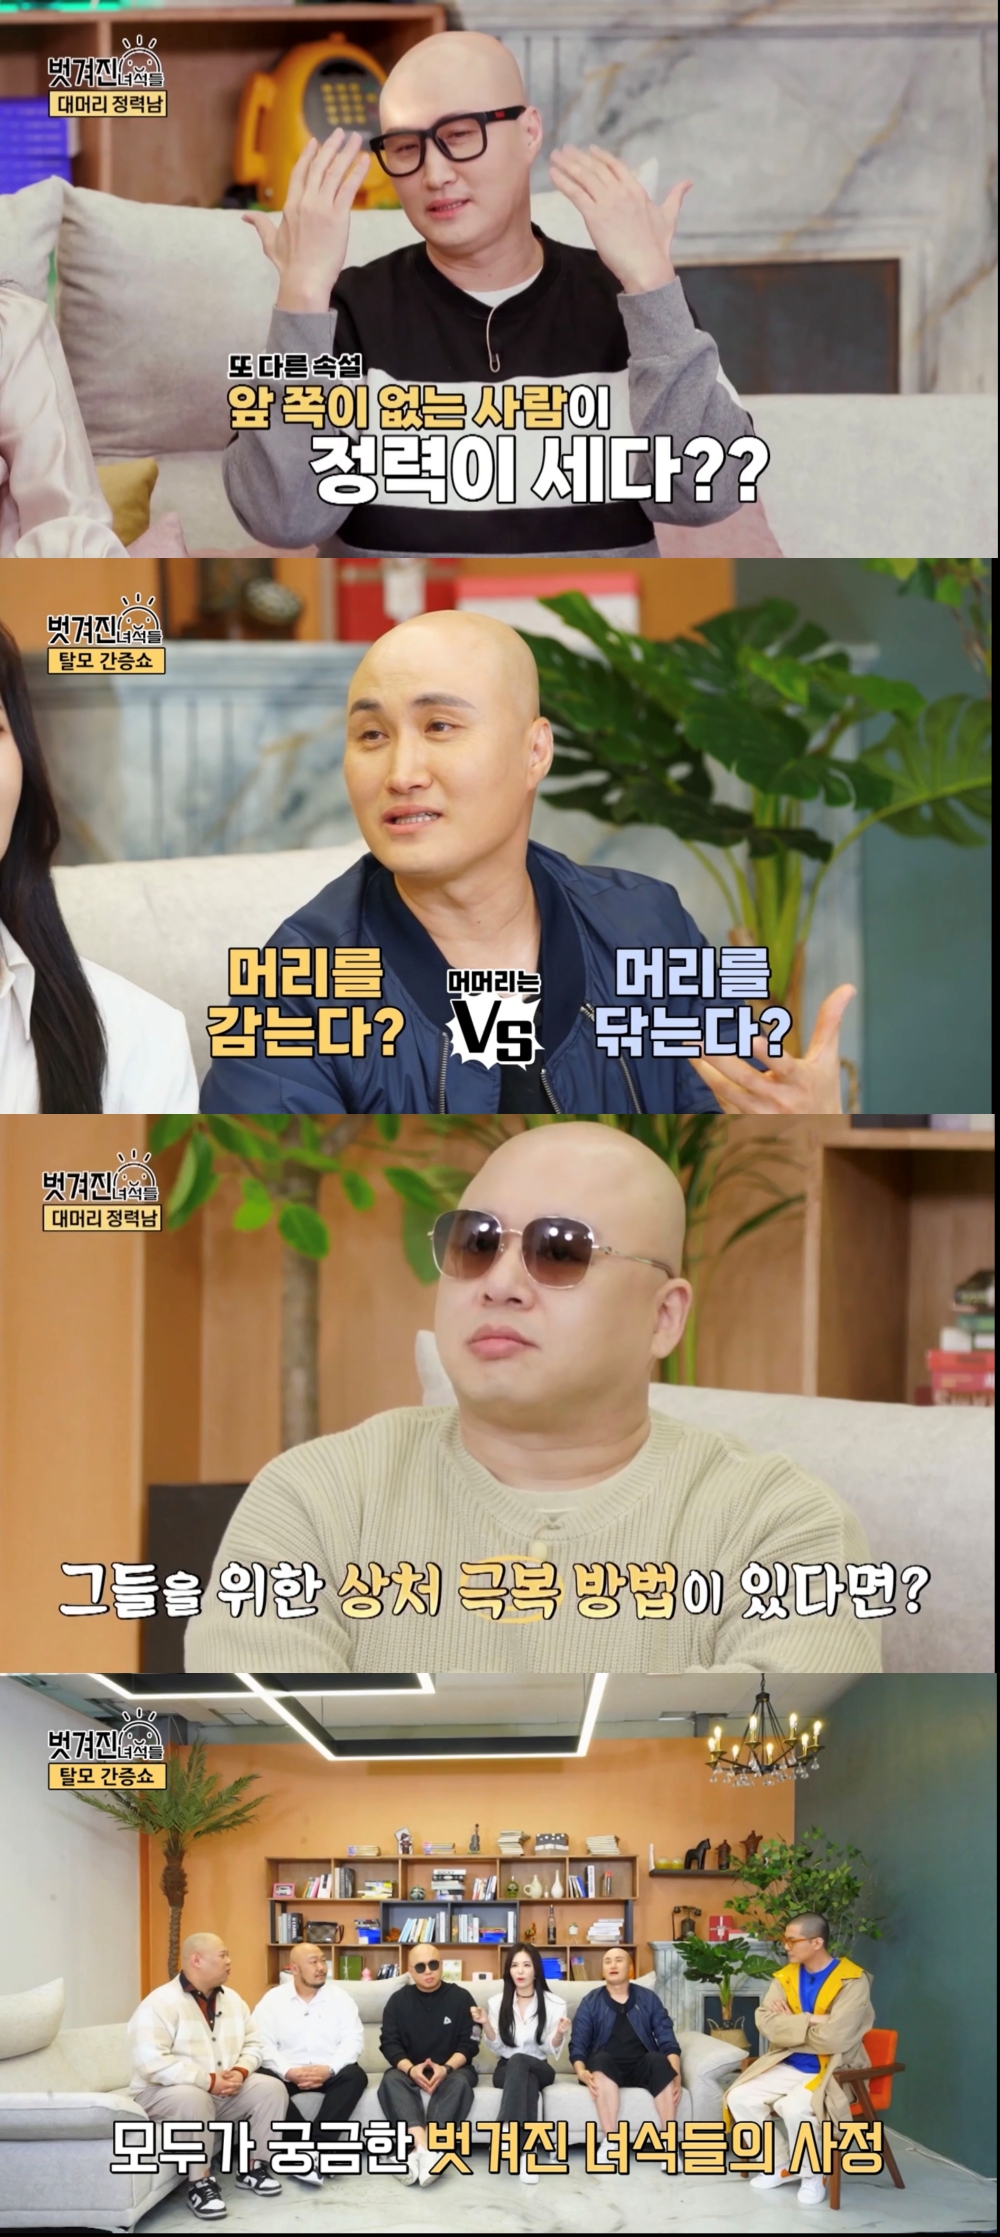 벗겨진녀석들
대머리 정력남
또 다른 속설
앞 쪽이 없는 사람이
정력이 세다??
벗겨진녀석들
탈모 간증쇼
머리를
감는다?
머머리는
Vs
머리를
닦는다?
벗겨진녀석들
대머리 정력남
그들을 위한 상처 극복 방법이 있다면?
벗겨진녀석들
탈모 간증쇼
모두가 궁금한 벗겨진 녀석들의 사정